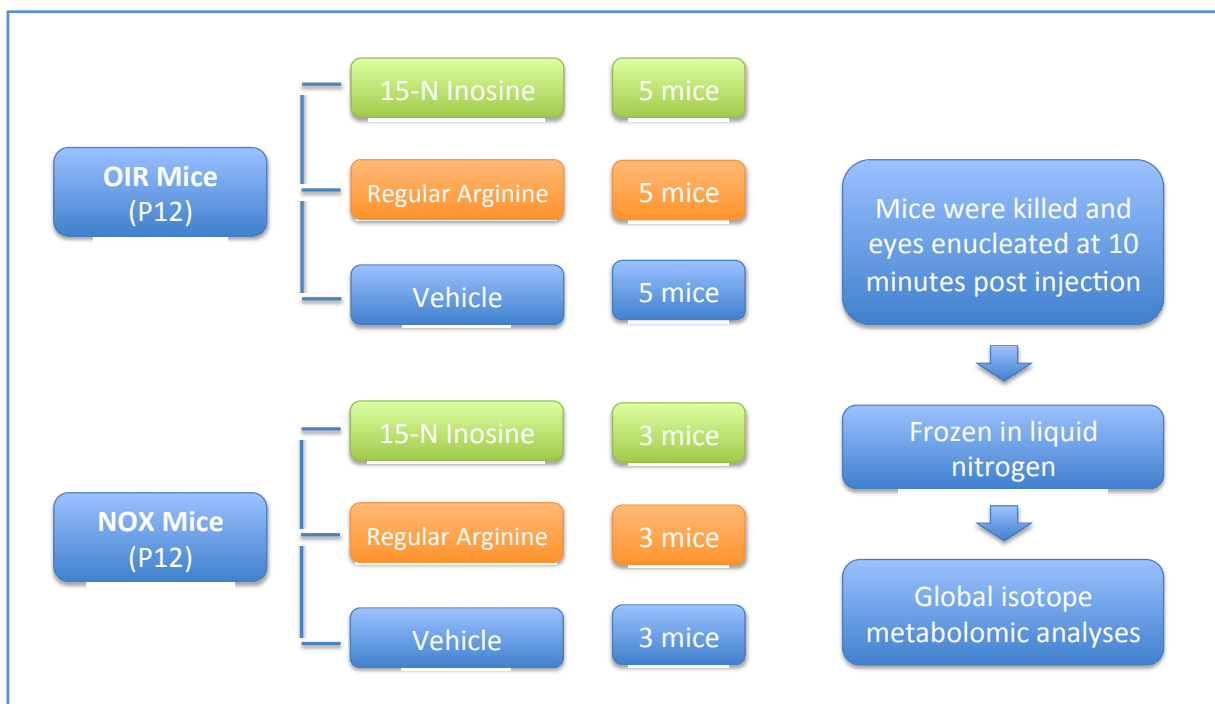 OIR Mice
(P12)
15-N Inosine
5 mice
Regular Arginine
5 mice
Vehicle
5 mice
NOX Mice
(P12)
15-N Inosine
3 mice
Regular Arginine
3 mice
Vehicle
3 mice
Mice were killed and
eyes enucleated at 10
minutes post injection
Frozen in liquid
nitrogen
Global isotope
metabolomic analyses